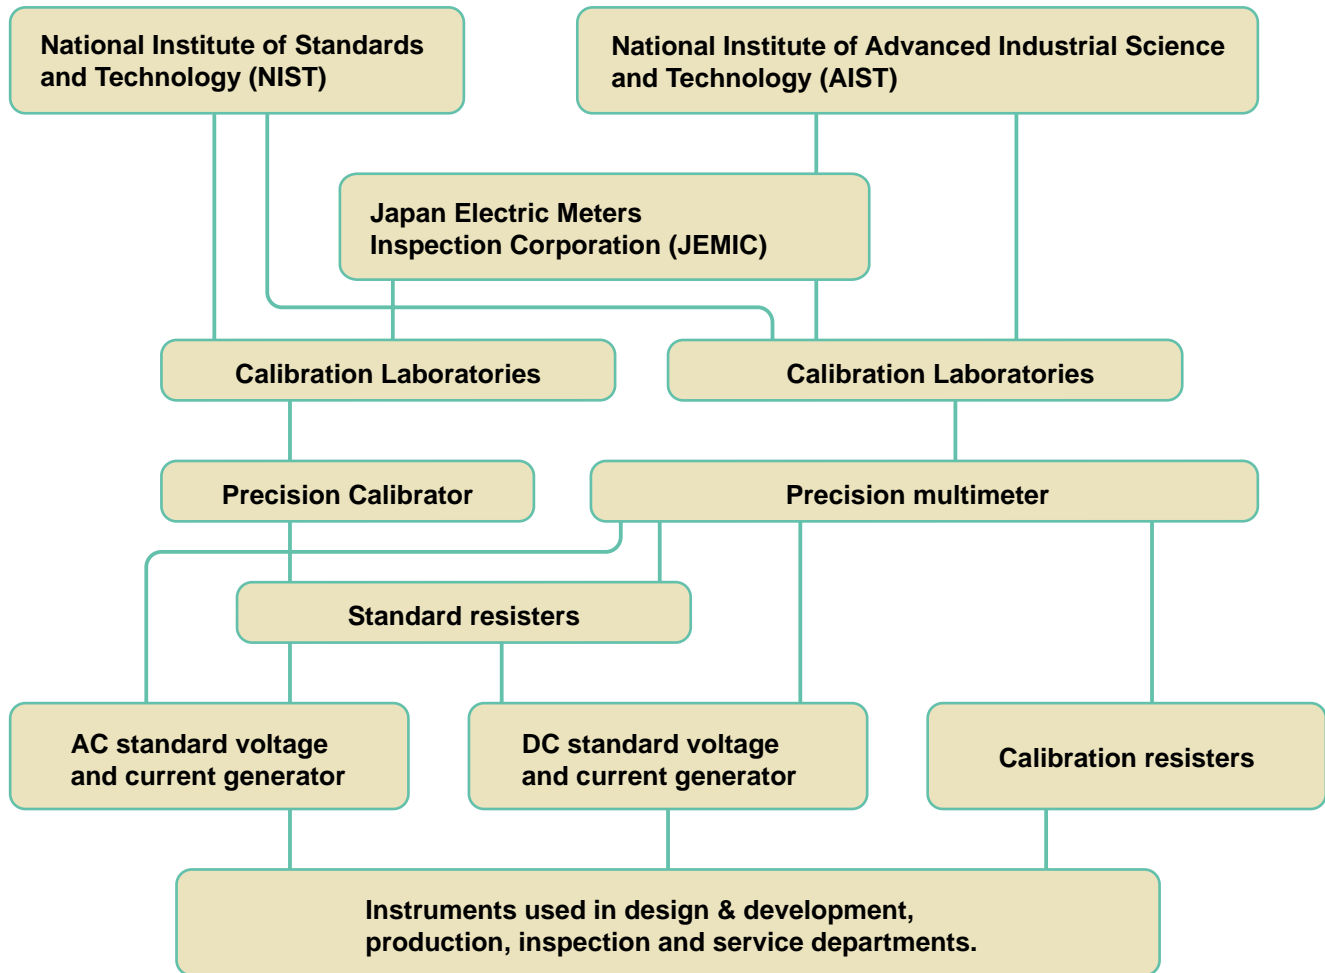 National Institute of Standards
and Technology (NIST)
National Institute of Advanced Industrial Science
and Technology (AIST)
Japan Electric Meters
Inspection Corporation (JEMIC)
Calibration Laboratories
Calibration Laboratories
Precision Calibrator
Precision multimeter
Standard resisters
AC standard voltage
and current generator
DC standard voltage
and current generator
Calibration resisters
Instruments used in design & development,
production, inspection and service departments.